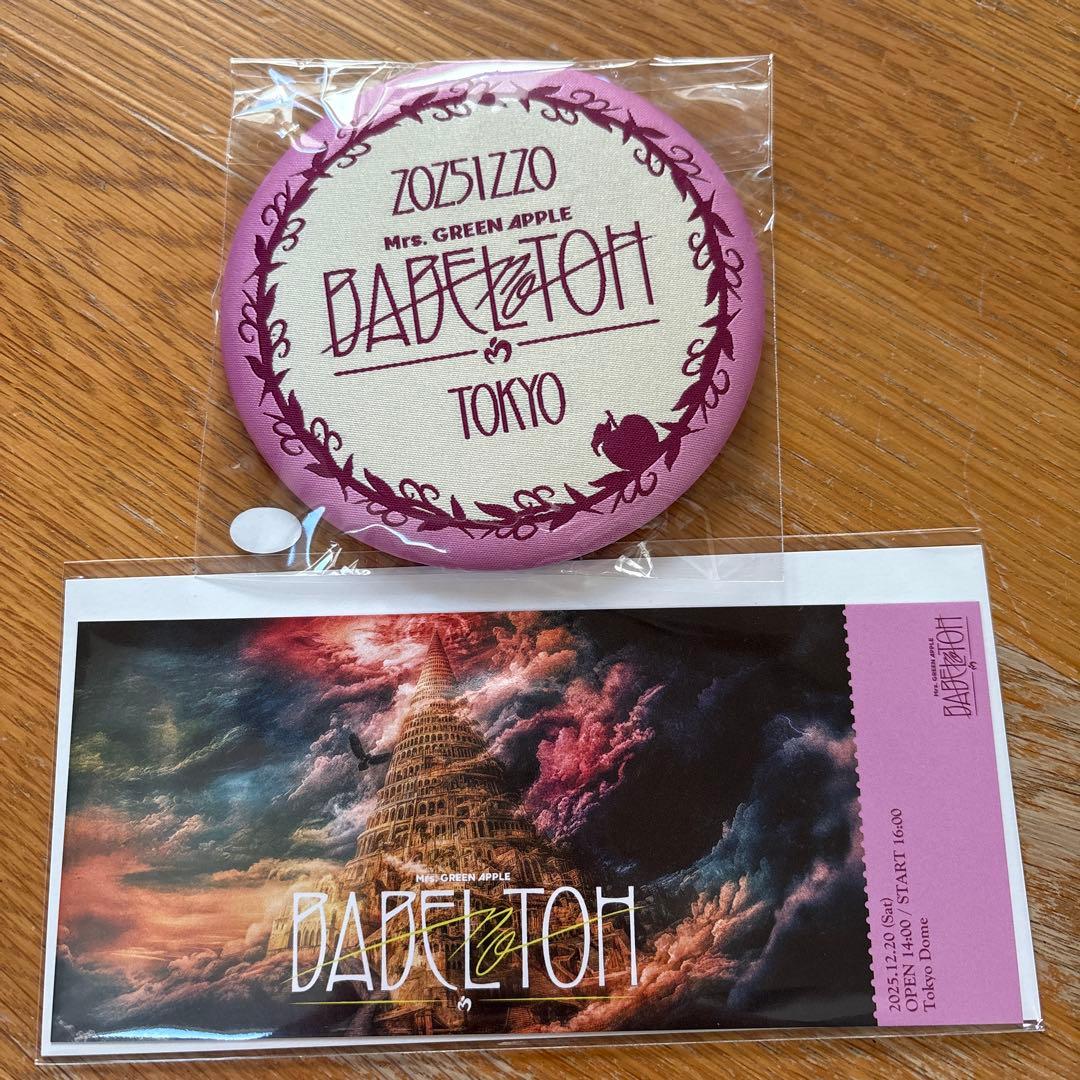 20251220
Mrs. GREEN APPLE
BABEL no TOH
TOKYO
Mrs. GREEN APPLE
BABEL no TOH
Mrs. GREEN APPLE
BABEL no TOH
2025.12.20 (Sat)
OPEN 14:00 / START 16:00
Tokyo Dome